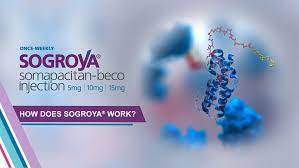 ONCE-WEEKLY
SOGROYA®
somapacitan-beco
injection 5mg | 10mg | 15mg
HOW DOES SOGROYA® WORK?